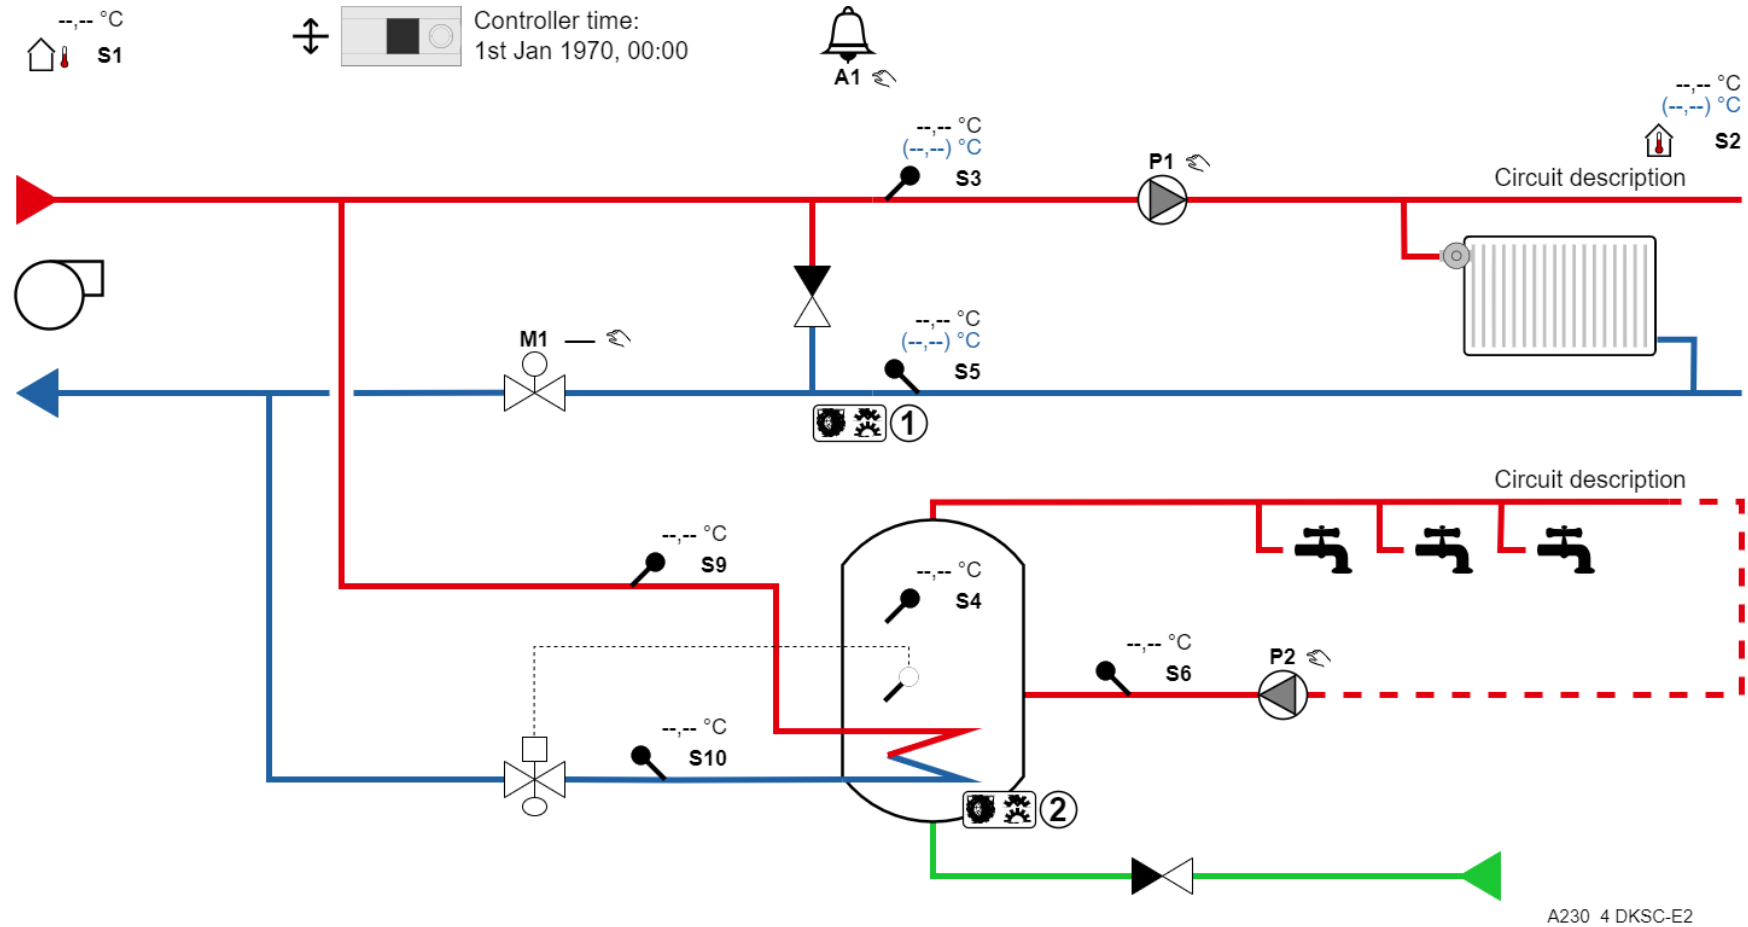 --,-- °C
S1
Controller time:
1st Jan 1970, 00:00
A1
--,-- °C
(--,--) °C
S2
--,-- °C
(--,--) °C
S3
P1
Circuit description
M1
--,-- °C
(--,--) °C
S5
1
Circuit description
--,-- °C
S9
--,-- °C
S4
--,-- °C
S6
P2
--,-- °C
S10
2
A230 4 DKSC-E2